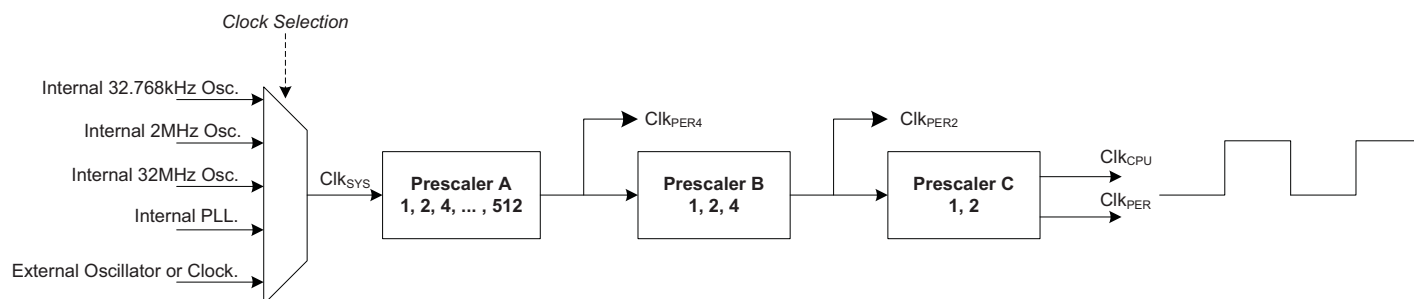 Clock Selection
Internal 32.768kHz Osc.
Internal 2MHz Osc.
Internal 32MHz Osc.
Internal PLL.
External Oscillator or Clock.
ClkSYS
Prescaler A
1, 2, 4, ... , 512
ClkPER4
Prescaler B
1, 2, 4
ClkPER2
Prescaler C
1, 2
ClkCPU
ClkPER